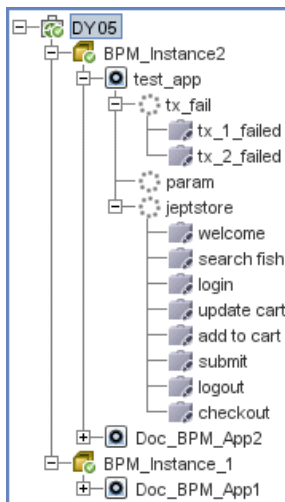 DY05
BPM_Instance2
test_app
tx_fail
tx_1_failed
tx_2_failed
param
jeptstore
welcome
search fish
login
update cart
add to cart
submit
logout
checkout
Doc_BPM_App2
BPM_Instance_1
Doc_BPM_App1